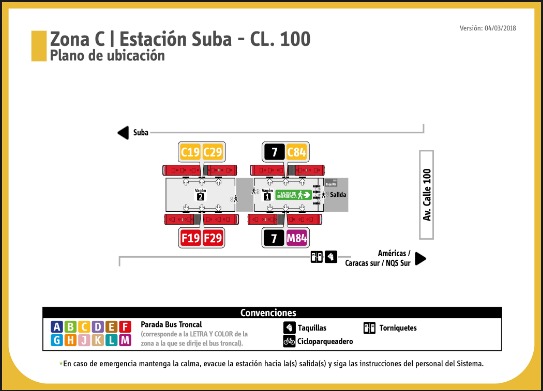 Zona C | Estación Suba - CL. 100
Plano de ubicación
Versión: 04/03/2018
Suba
C19 C29 7 C84
Vagón 2 Vagón 1 Salida
F19 F29 7 M84
Av. Calle 100
Américas /
Caracas sur / NQS Sur
Convenciones
A B C D E F
G H J K L M
Parada Bus Troncal
(corresponde a la LETRA Y COLOR de la
zona a la que se dirije el bus troncal).
Taquillas
Cicloparqueadero
Torniquetes
•En caso de emergencia mantenga la calma, evacue la estación hacia la(s) salida(s) y siga las instrucciones del personal del Sistema.